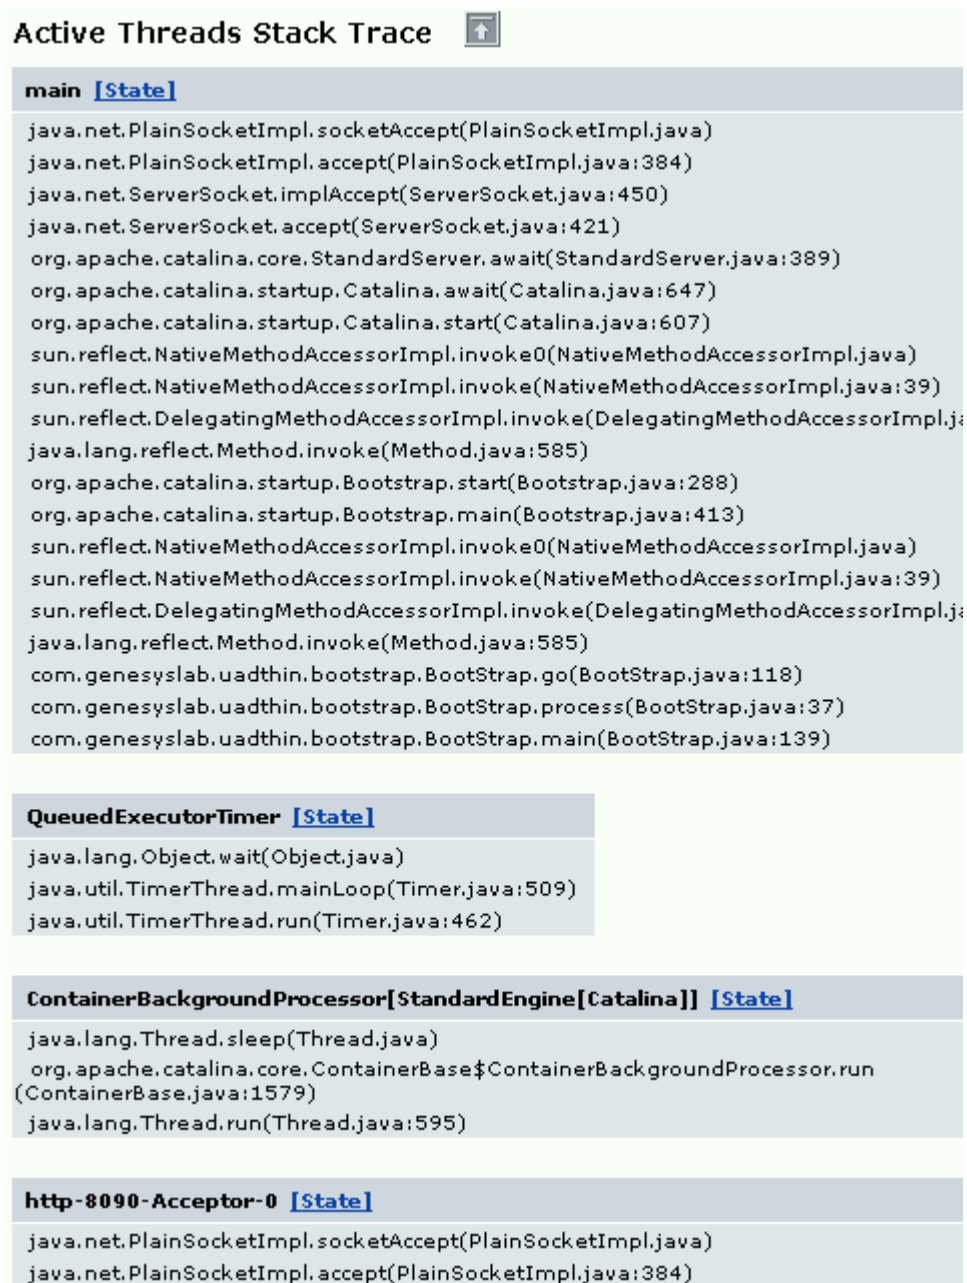 Active Threads Stack Trace
main [State]
java.net.PlainSocketImpl.socketAccept(PlainSocketImpl.java)
java.net.PlainSocketImpl.accept(PlainSocketImpl.java:384)
java.net.ServerSocket.implAccept(ServerSocket.java:450)
java.net.ServerSocket.accept(ServerSocket.java:421)
org.apache.catalina.core.StandardServer.await(StandardServer.java:389)
org.apache.catalina.startup.Catalina.await(Catalina.java:647)
org.apache.catalina.startup.Catalina.start(Catalina.java:607)
sun.reflect.NativeMethodAccessorImpl.invoke0(NativeMethodAccessorImpl.java)
sun.reflect.NativeMethodAccessorImpl.invoke(NativeMethodAccessorImpl.java:39)
sun.reflect.DelegatingMethodAccessorImpl.invoke(DelegatingMethodAccessorImpl.ja
java.lang.reflect.Method.invoke(Method.java:585)
org.apache.catalina.startup.Bootstrap.start(Bootstrap.java:288)
org.apache.catalina.startup.Bootstrap.main(Bootstrap.java:413)
sun.reflect.NativeMethodAccessorImpl.invoke0(NativeMethodAccessorImpl.java)
sun.reflect.NativeMethodAccessorImpl.invoke(NativeMethodAccessorImpl.java:39)
sun.reflect.DelegatingMethodAccessorImpl.invoke(DelegatingMethodAccessorImpl.ja
java.lang.reflect.Method.invoke(Method.java:585)
com.genesyslab.uadthin.bootstrap.BootStrap.go(BootStrap.java:118)
com.genesyslab.uadthin.bootstrap.BootStrap.process(BootStrap.java:37)
com.genesyslab.uadthin.bootstrap.BootStrap.main(BootStrap.java:139)
QueuedExecutorTimer [State]
java.lang.Object.wait(Object.java)
java.util.TimerThread.mainLoop(Timer.java:509)
java.util.TimerThread.run(Timer.java:462)
ContainerBackgroundProcessor[StandardEngine[Catalina]] [State]
java.lang.Thread.sleep(Thread.java)
org.apache.catalina.core.ContainerBase$ContainerBackgroundProcessor.run
(ContainerBase.java:1579)
java.lang.Thread.run(Thread.java:595)
http-8090-Acceptor-0 [State]
java.net.PlainSocketImpl.socketAccept(PlainSocketImpl.java)
java.net.PlainSocketImpl.accept(PlainSocketImpl.java:384)